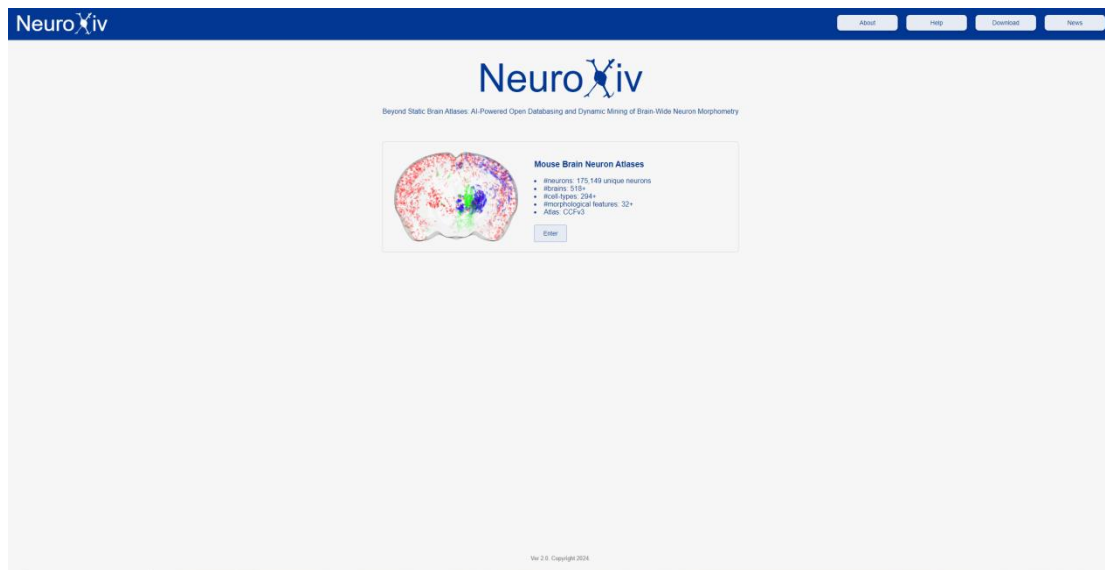 NeuroXiv
About
Help
Download
News
NeuroXiv
Beyond Static Brain Atlases: AI-Powered Open Databasing and Dynamic Mining of Brain-Wide Neuron Morphometry
Mouse Brain Neuron Atlases
#neurons: 175,149 unique neurons
#brains: 518+
#cell-types: 294+
#morphological features: 32+
Atlas: CCFv3
Enter
Ver 2.0. Copyright 2024.